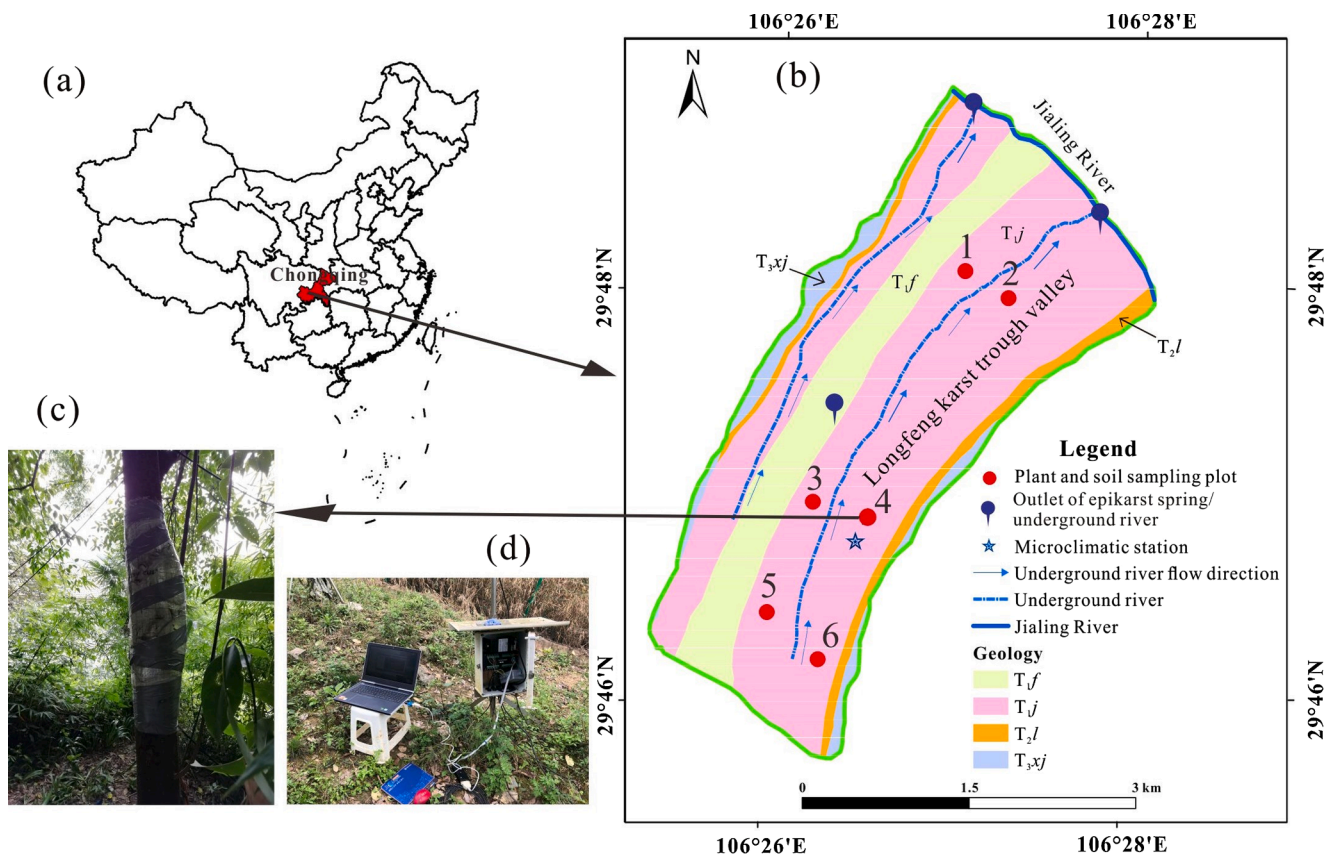 (a)
Chongqing
(b)
106°26'E
106°28'E
N
Jialing River
29°48'N
29°48'N
T₃xj
T₁f
T₁j
1
2
T₂l
Longfeng karst trough valley
3
4
5
6
29°46'N
29°46'N
Legend
Plant and soil sampling plot
Outlet of epikarst spring/
underground river
Microclimatic station
Underground river flow direction
Underground river
Jialing River
Geology
T₁f
T₁j
T₂l
T₃xj
0
1.5
3 km
106°26'E
106°28'E
(c)
(d)